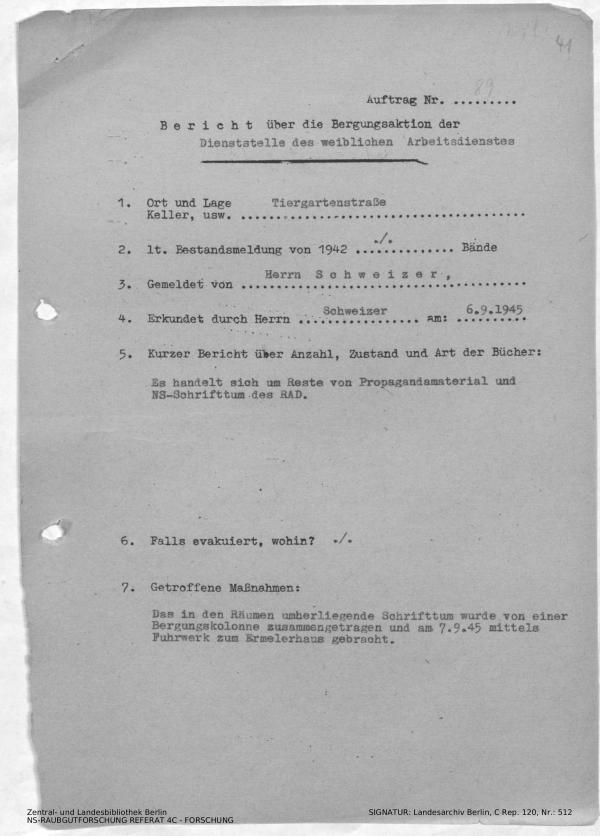 41
89
Auftrag Nr. .........
B e r i c h t über die Bergungsaktion der
Dienststelle des weiblichen Arbeitsdienstes
1. Ort und Lage Tiergartenstraße
Keller, usw. ........................................
2. lt. Bestandsmeldung von 1942 ..../......... Bände
3. Gemeldet von Herrn S c h w e i z e r ,
4. Erkundet durch Herrn Schweizer am: 6.9.1945
5. Kurzer Bericht über Anzahl, Zustand und Art der Bücher:
Es handelt sich um Reste von Propagandamaterial und
NS-Schrifttum des RAD.
6. Falls evakuiert, wohin? ./.
7. Getroffene Maßnahmen:
Das in den Räumen umherliegende Schrifttum wurde von einer
Bergungskolonne zusammengetragen und am 7.9.45 mittels
Fuhrwerk zum Ermelerhaus gebracht.
Zentral- und Landesbibliothek Berlin
NS-RAUBGUTFORSCHUNG REFERAT 4C - FORSCHUNG
SIGNATUR: Landesarchiv Berlin, C Rep. 120, Nr.: 512